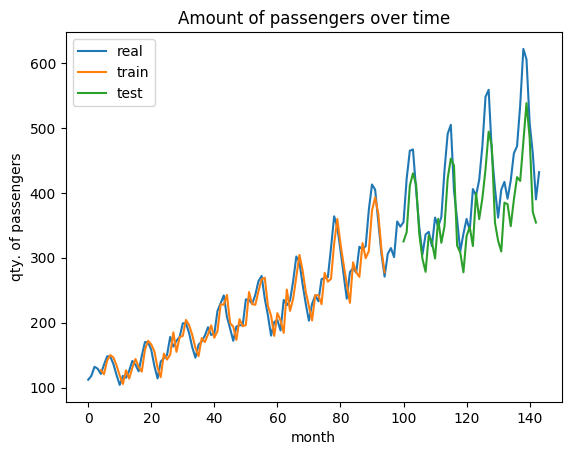 Amount of passengers over time
real
train
test
qty. of passengers
600
500
400
300
200
100
0 20 40 60 80 100 120 140
month